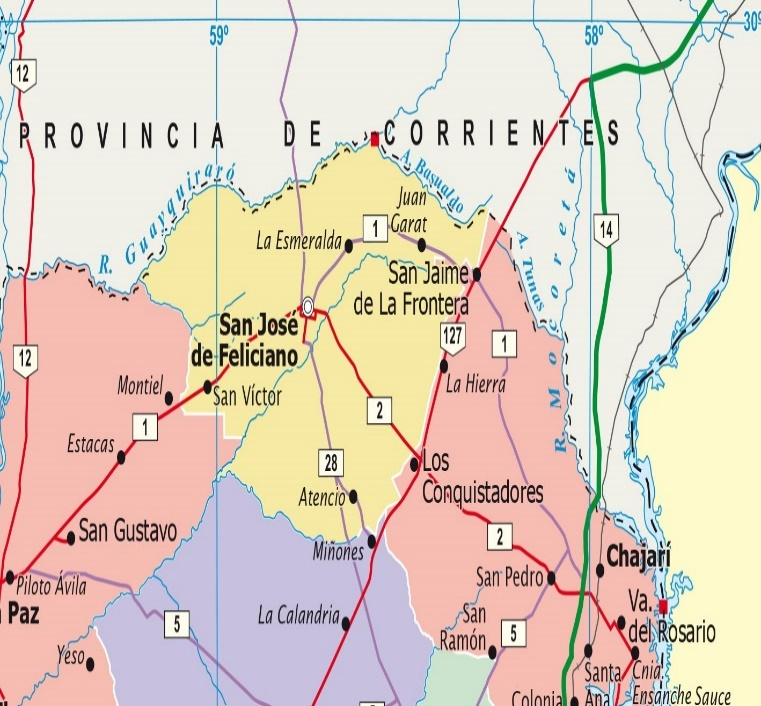 59º
58º
30º
12
PROVINCIA DE CORRIENTES
R. Guayquiraró
A. Basualdo
Juan
Garat
1
La Esmeralda
14
R. Mocoretá
A. Tunas
San Jaime
de La Frontera
San José
de Feliciano
127
1
12
La Hierra
Montiel
San Víctor
2
1
Estacas
28
Los
Conquistadores
Atencio
San Gustavo
2
Miñones
Chajarí
Piloto Ávila
San Pedro
Paz
Va.
del Rosario
La Calandria
5
San
Ramón
5
Yeso
Santa
Ana
Cnia.
Ensanche Sauce
Colonia